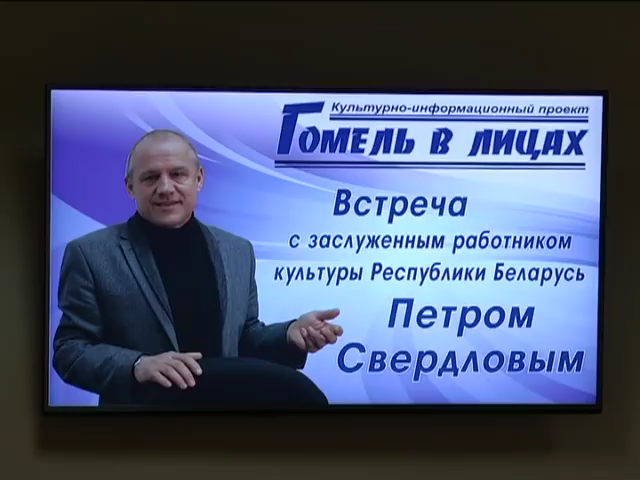 Культурно-информационный проект
Гомель в лицах
Встреча
с заслуженным работником
культуры Республики Беларусь
Петром
Свердловым